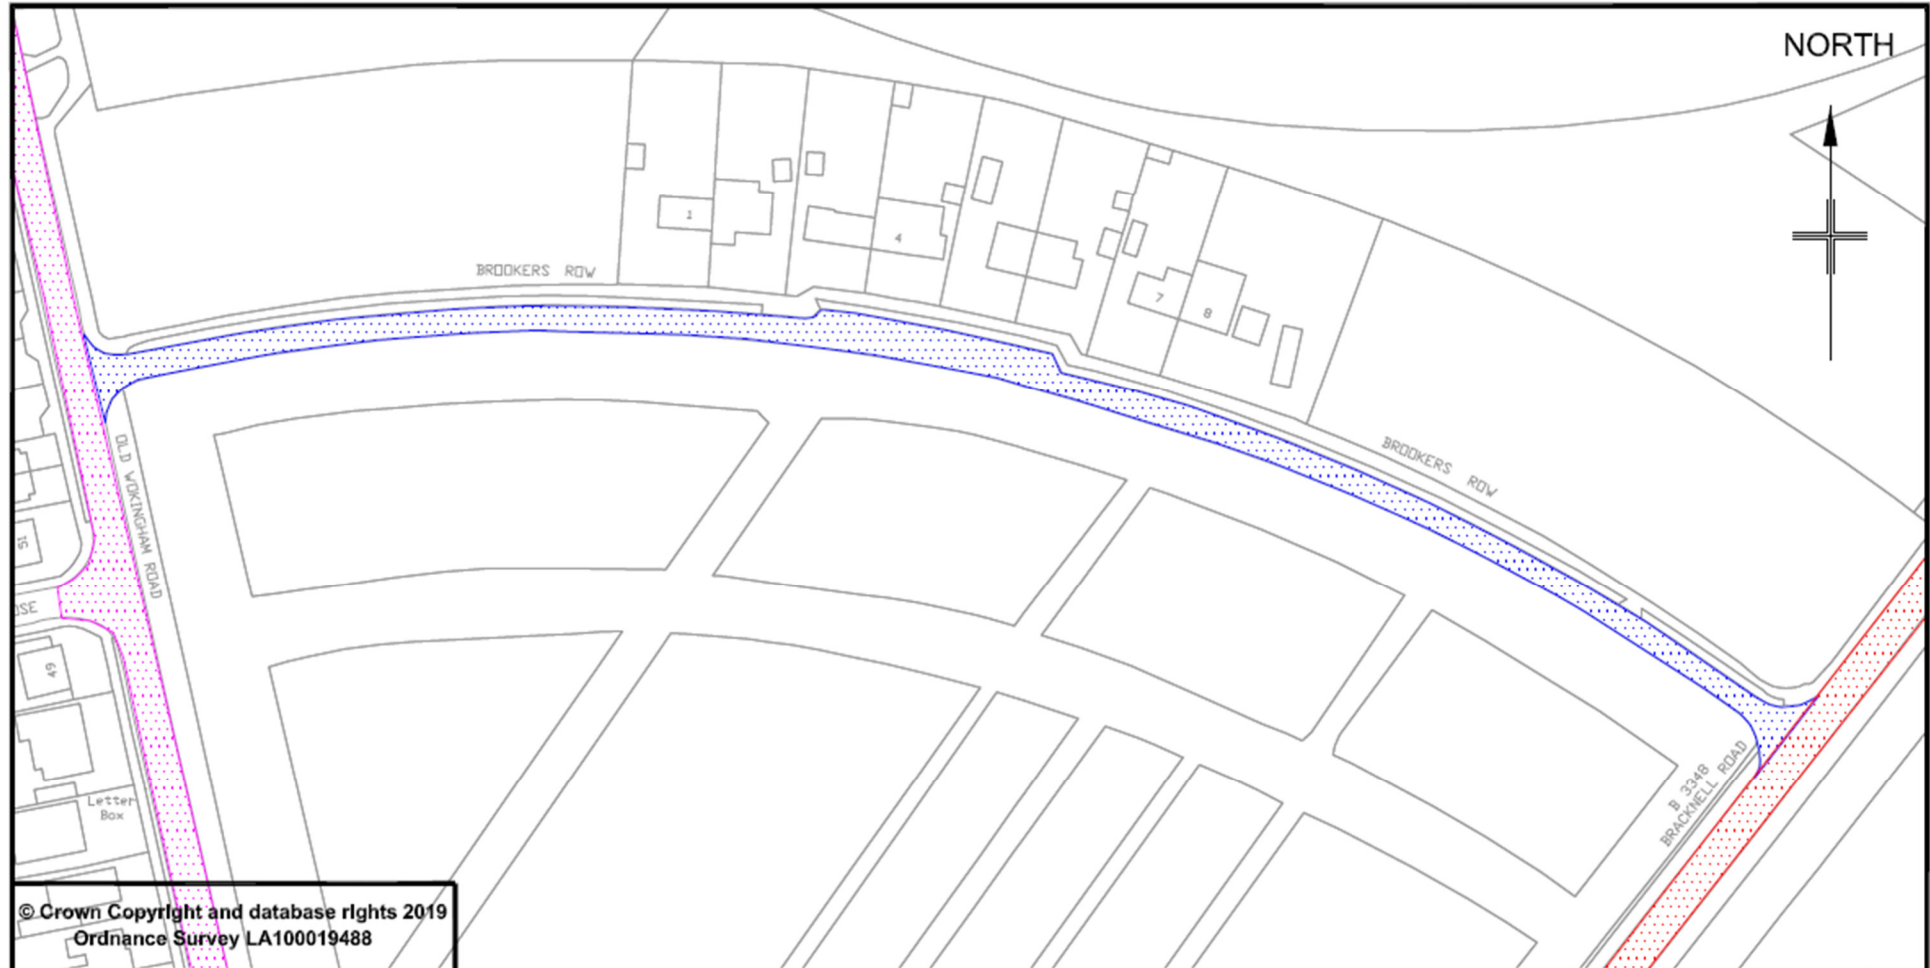 NORTH
1
4
7
8
BROOKERS ROW
BROOKERS ROW
OLD WOKINGHAM ROAD
51
OSE
49
Letter
Box
B 3348
BRACKNELL ROAD
© Crown Copyright and database rights 2019
Ordnance Survey LA100019488